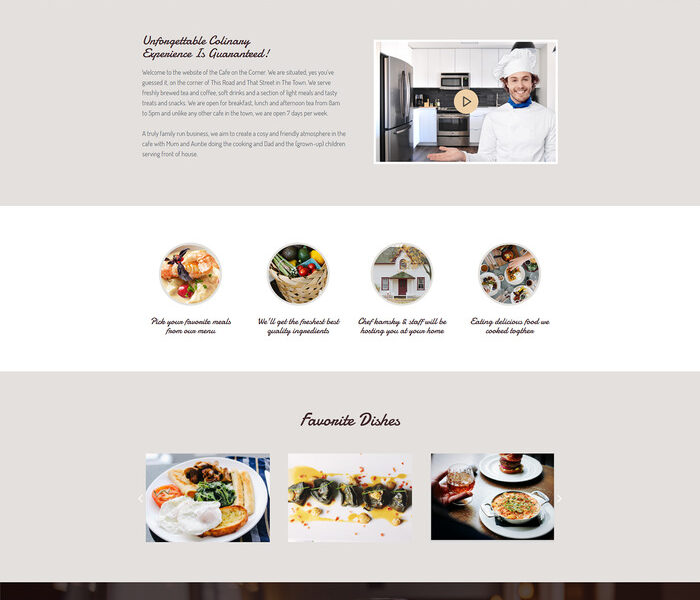 Unforgettable Colinary
Experience Is Guaranteed!
Welcome to the website of the Cafe on the Corner. We are situated, yes you've
guessed it, on the corner of This Road and That Street in The Town. We serve
freshly brewed tea and coffee, soft drinks and a section of light meals and tasty
treats and snacks. We are open for breakfast, lunch and afternoon tea from 8am
to 5pm and unlike any other cafe in the town, we are open 7 days per week.
A truly family run business, we aim to create a cosy and friendly atmosphere in the
cafe with Mum and Auntie doing the cooking and Dad and the (grown-up) children
serving front of house.
Pick your favorite meals
from our menu
We'll get the freshest best
quality ingredients
Chef kamsky & staff will be
hosting you at your home
Eating delicious food we
cooked togther
Favorite Dishes